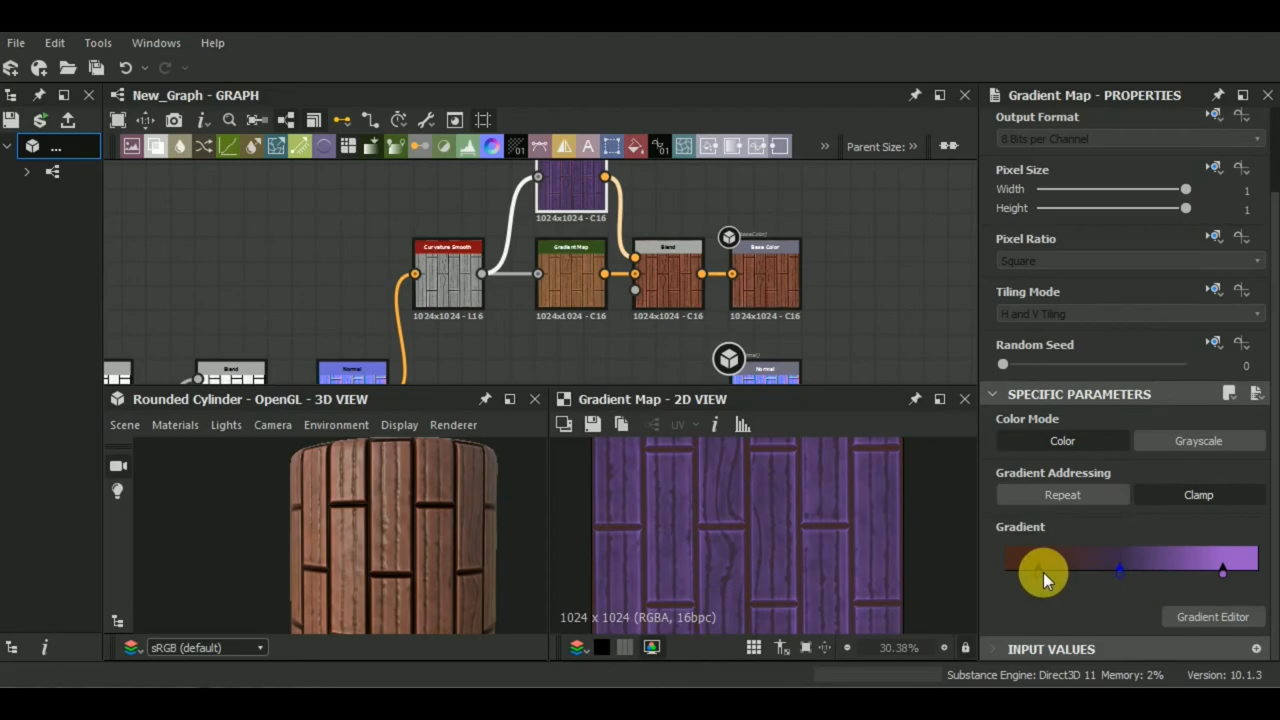 File Edit Tools Windows Help
New_Graph - GRAPH
Gradient Map - PROPERTIES
Output Format
8 Bits per Channel
Parent Size:
...
Pixel Size
Width 1
Height 1
1024x1024 - C16
Pixel Ratio
Square
Curvature Smooth
Gradient Map
Blend
Base Color
1024x1024 - L16
1024x1024 - C16
1024x1024 - C16
1024x1024 - C16
Tiling Mode
H and V Tiling
Random Seed
0
Blend
Normal
Normal
Rounded Cylinder - OpenGL - 3D VIEW
Gradient Map - 2D VIEW
SPECIFIC PARAMETERS
Scene Materials Lights Camera Environment Display Renderer
UV
Color Mode
Color Grayscale
Gradient Addressing
Repeat Clamp
Gradient
Gradient Editor
1024 x 1024 (RGBA, 16bpc)
sRGB (default)
30.38%
INPUT VALUES
Substance Engine: Direct3D 11 Memory: 2% Version: 10.1.3